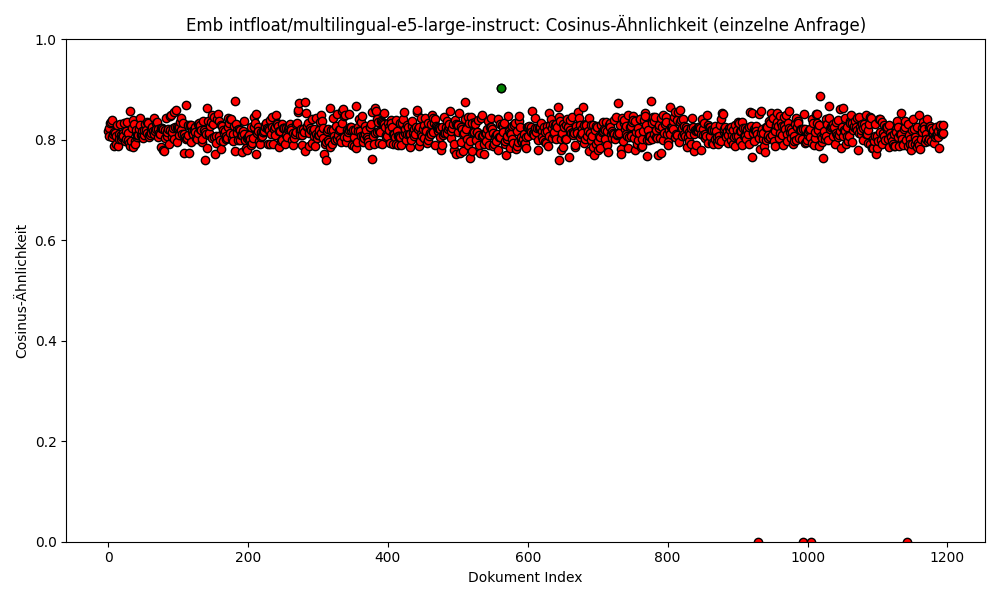 Emb intfloat/multilingual-e5-large-instruct: Cosinus-Ähnlichkeit (einzelne Anfrage)
1.0
0.8
0.6
0.4
0.2
0.0
Cosinus-Ähnlichkeit
0 200 400 600 800 1000 1200
Dokument Index